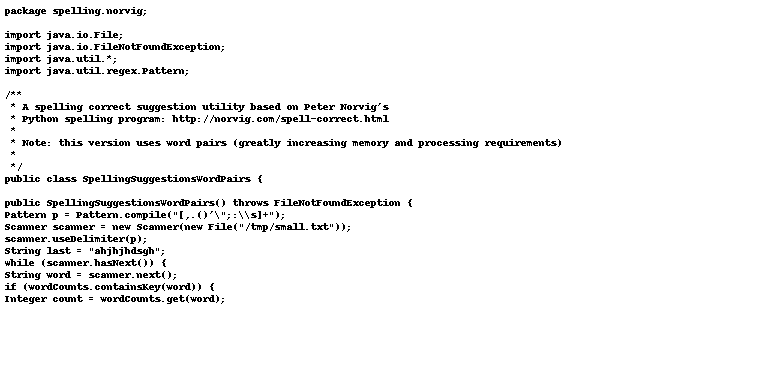 package spelling.norvig;

import java.io.File;
import java.io.FileNotFoundException;
import java.util.*;
import java.util.regex.Pattern;

/**
 * A spelling correct suggestion utility based on Peter Norvig's
 * Python spelling program: http://norvig.com/spell-correct.html
 *
 * Note: this version uses word pairs (greatly increasing memory and processing requirements)
 *
 */
public class SpellingSuggestionsWordPairs {

public SpellingSuggestionsWordPairs() throws FileNotFoundException {
Pattern p = Pattern.compile("[,.()'\";:\\s]+");
Scanner scanner = new Scanner(new File("/tmp/small.txt"));
scanner.useDelimiter(p);
String last = "ahjhjhdsgh";
while (scanner.hasNext()) {
String word = scanner.next();
if (wordCounts.containsKey(word)) {
Integer count = wordCounts.get(word);